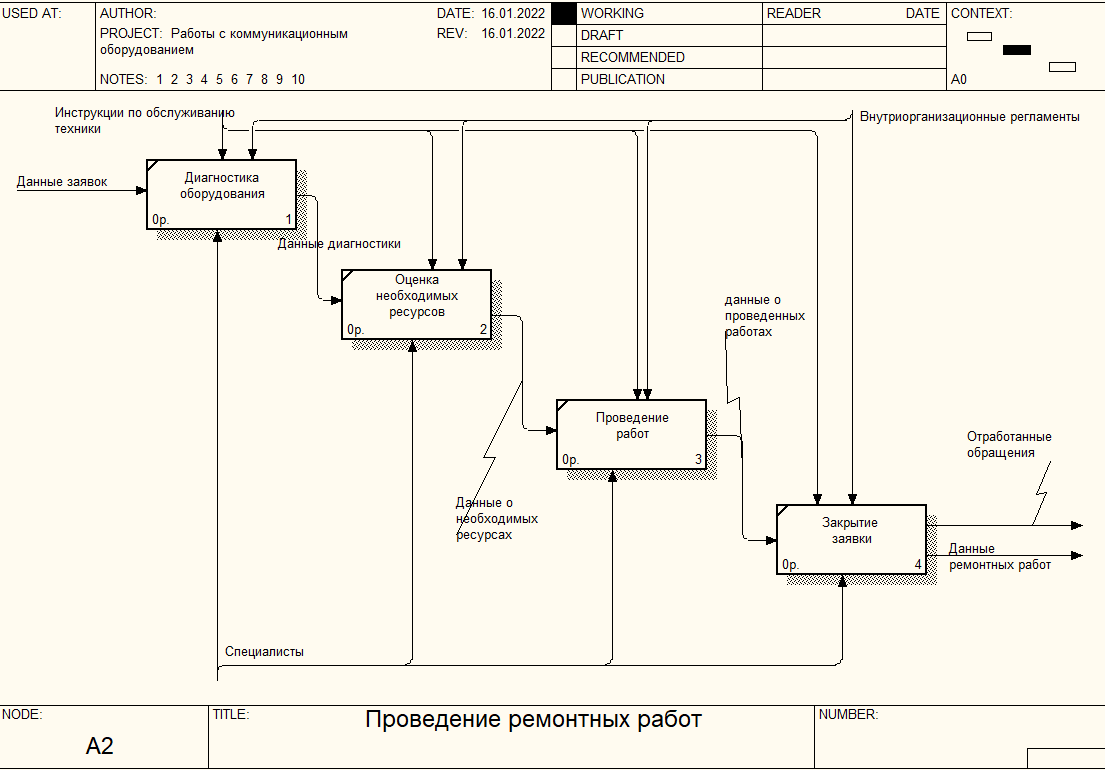 USED AT:
AUTHOR:
DATE: 16.01.2022
WORKING
READER
DATE
CONTEXT:
PROJECT: Работы с коммуникационным
оборудованием
REV: 16.01.2022
DRAFT
RECOMMENDED
NOTES: 1 2 3 4 5 6 7 8 9 10
PUBLICATION
A0
Инструкции по обслуживанию
техники
Внутриорганизационные регламенты
Данные заявок
Диагностика
оборудования
0р.
1
Данные диагностики
Оценка
необходимых
ресурсов
0р.
2
данные о
проведенных
работах
Проведение
работ
0р.
3
Отработанные
обращения
Данные о
необходимых
ресурсах
Закрытие
заявки
0р.
4
Данные
ремонтных работ
Специалисты
NODE:
A2
TITLE:
Проведение ремонтных работ
NUMBER: